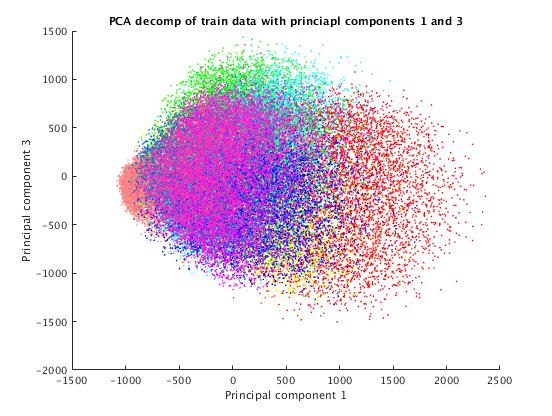 PCA decomp of train data with princiapl components 1 and 3
1500
1000
500
0
-500
-1000
-1500
-2000
Principal component 3
-1500 -1000 -500 0 500 1000 1500 2000 2500
Principal component 1